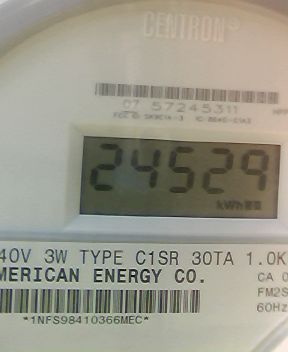 CENTRON®
07 57245311
24529
kWh
40V 3W TYPE C1SR 30TA 1.0K
MERICAN ENERGY CO.
CA 0
FM2S
60Hz
*1NFS98410366MEC*